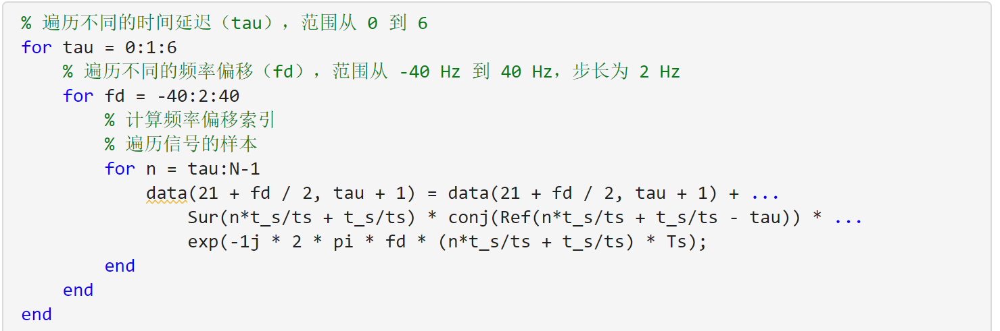 % 遍历不同的时间延迟（tau），范围从 0 到 6
for tau = 0:1:6
    % 遍历不同的频率偏移（fd），范围从 -40 Hz 到 40 Hz，步长为 2 Hz
    for fd = -40:2:40
        % 计算频率偏移索引
        % 遍历信号的样本
        for n = tau:N-1
            data(21 + fd / 2, tau + 1) = data(21 + fd / 2, tau + 1) + ...
                Sur(n*t_s/ts + t_s/ts) * conj(Ref(n*t_s/ts + t_s/ts - tau)) * ...
                exp(-1j * 2 * pi * fd * (n*t_s/ts + t_s/ts) * Ts);
        end
    end
end